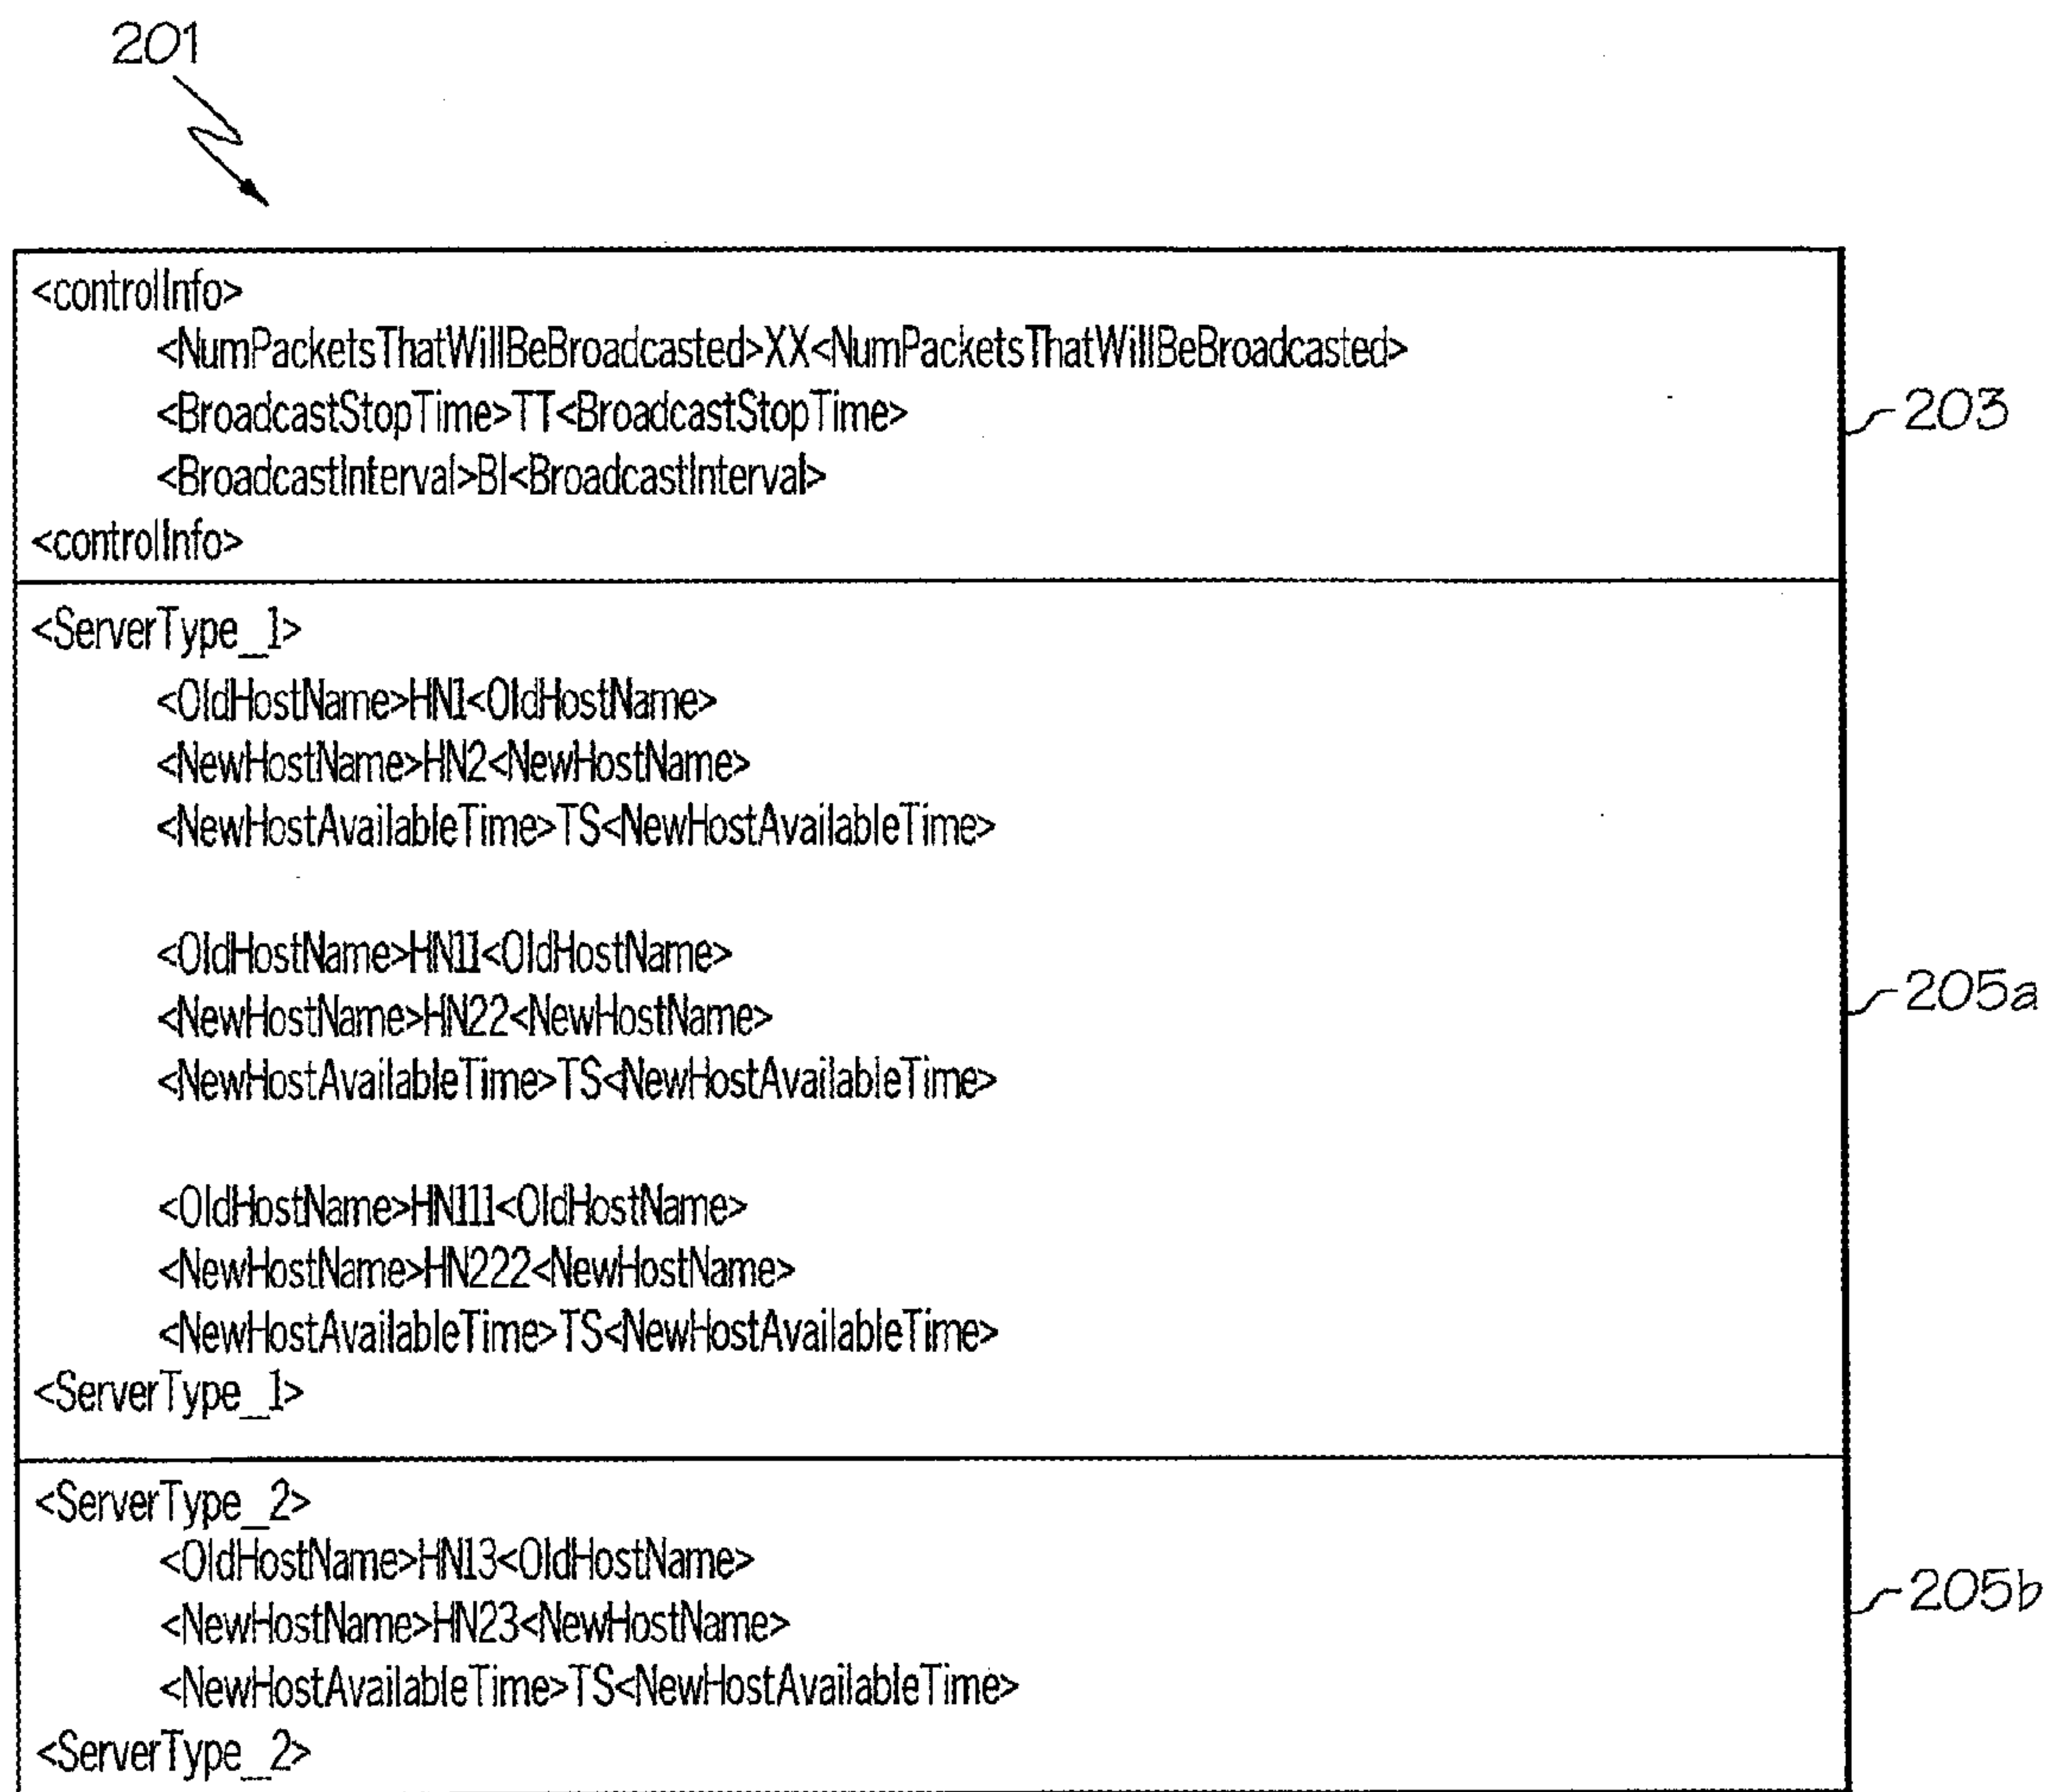 201
<controlInfo>
<NumPacketsThatWillBeBroadcasted>XX<NumPacketsThatWillBeBroadcasted>
<BroadcastStopTime>TT<BroadcastStopTime>
203
<BroadcastInterval>BI<BroadcastInterval>
<controlInfo>
<ServerType_1>
<OldHostName>HN1<OldHostName>
<NewHostName>HN2<NewHostName>
<NewHostAvailableTime>TS<NewHostAvailableTime>
<OldHostName>HN11<OldHostName>
<NewHostName>HN22<NewHostName>
205a
<NewHostAvailableTime>TS<NewHostAvailableTime>
<OldHostName>HN111<OldHostName>
<NewHostName>HN222<NewHostName>
<NewHostAvailableTime>TS<NewHostAvailableTime>
<ServerType_1>
<ServerType_2>
<OldHostName>HN13<OldHostName>
<NewHostName>HN23<NewHostName>
205b
<NewHostAvailableTime>TS<NewHostAvailableTime>
<ServerType_2>